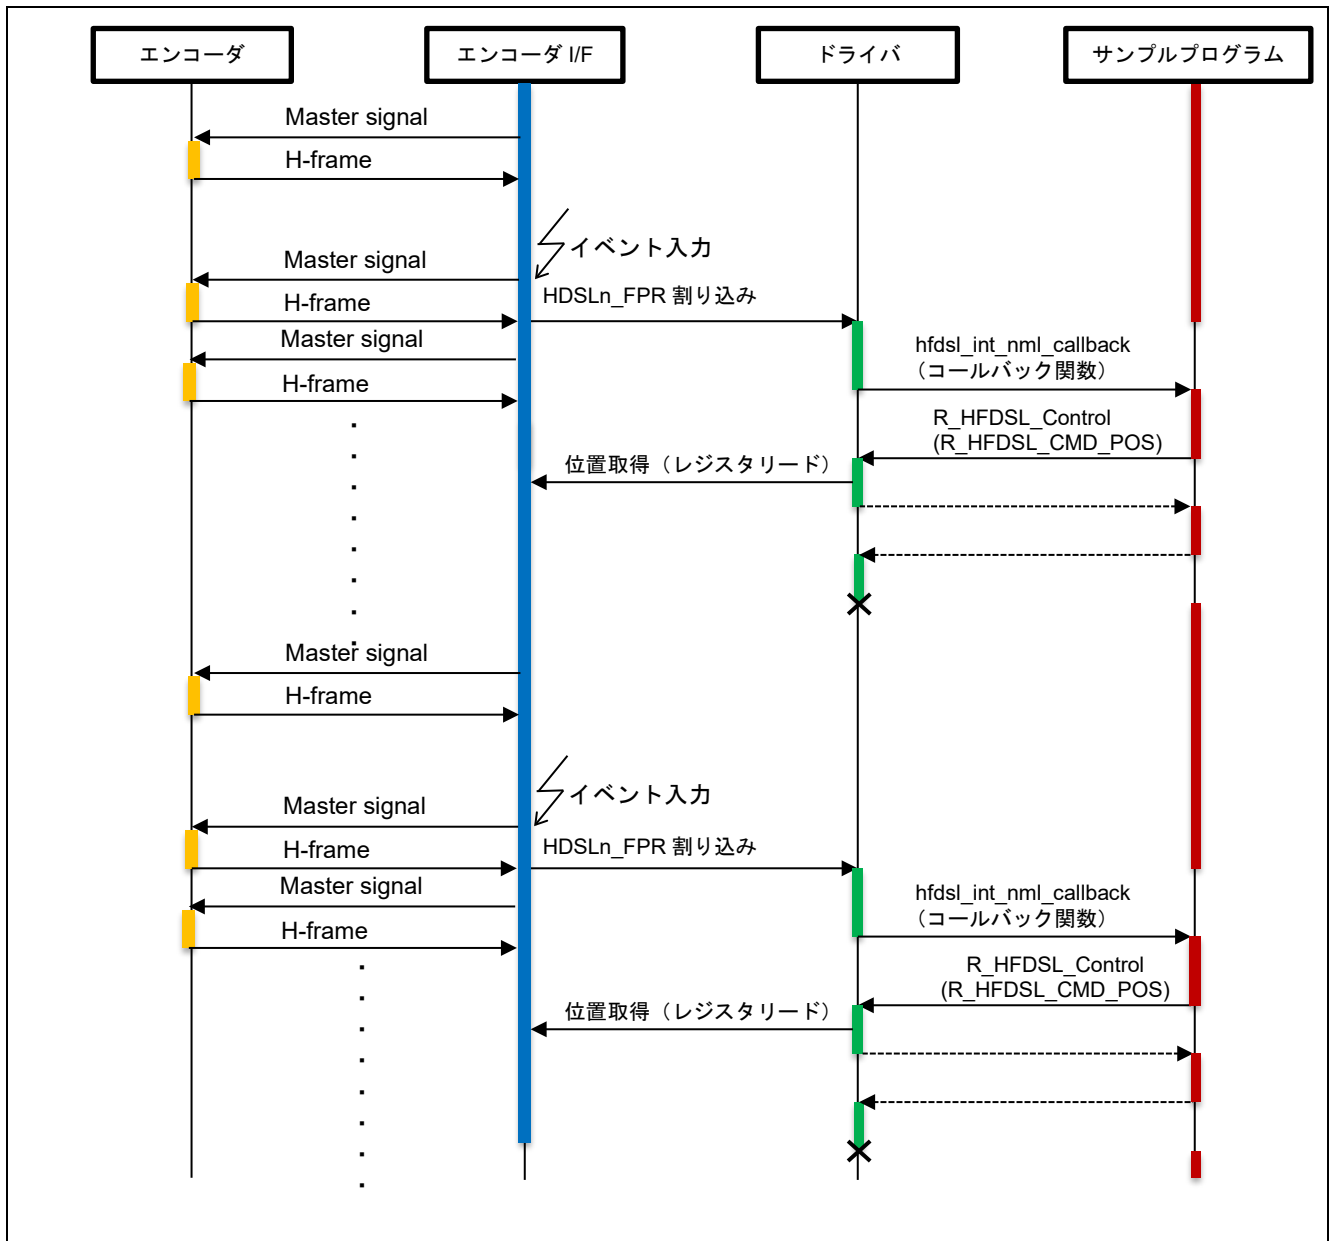 エンコーダ
エンコーダ I/F
ドライバ
サンプルプログラム
Master signal
H-frame
イベント入力
Master signal
HDSLn_FPR 割り込み
H-frame
Master signal
hfdsl_int_nml_callback
（コールバック関数）
H-frame
R_HFDSL_Control
(R_HFDSL_CMD_POS)
位置取得（レジスタリード）
Master signal
H-frame
イベント入力
Master signal
HDSLn_FPR 割り込み
H-frame
Master signal
hfdsl_int_nml_callback
（コールバック関数）
H-frame
R_HFDSL_Control
(R_HFDSL_CMD_POS)
位置取得（レジスタリード）